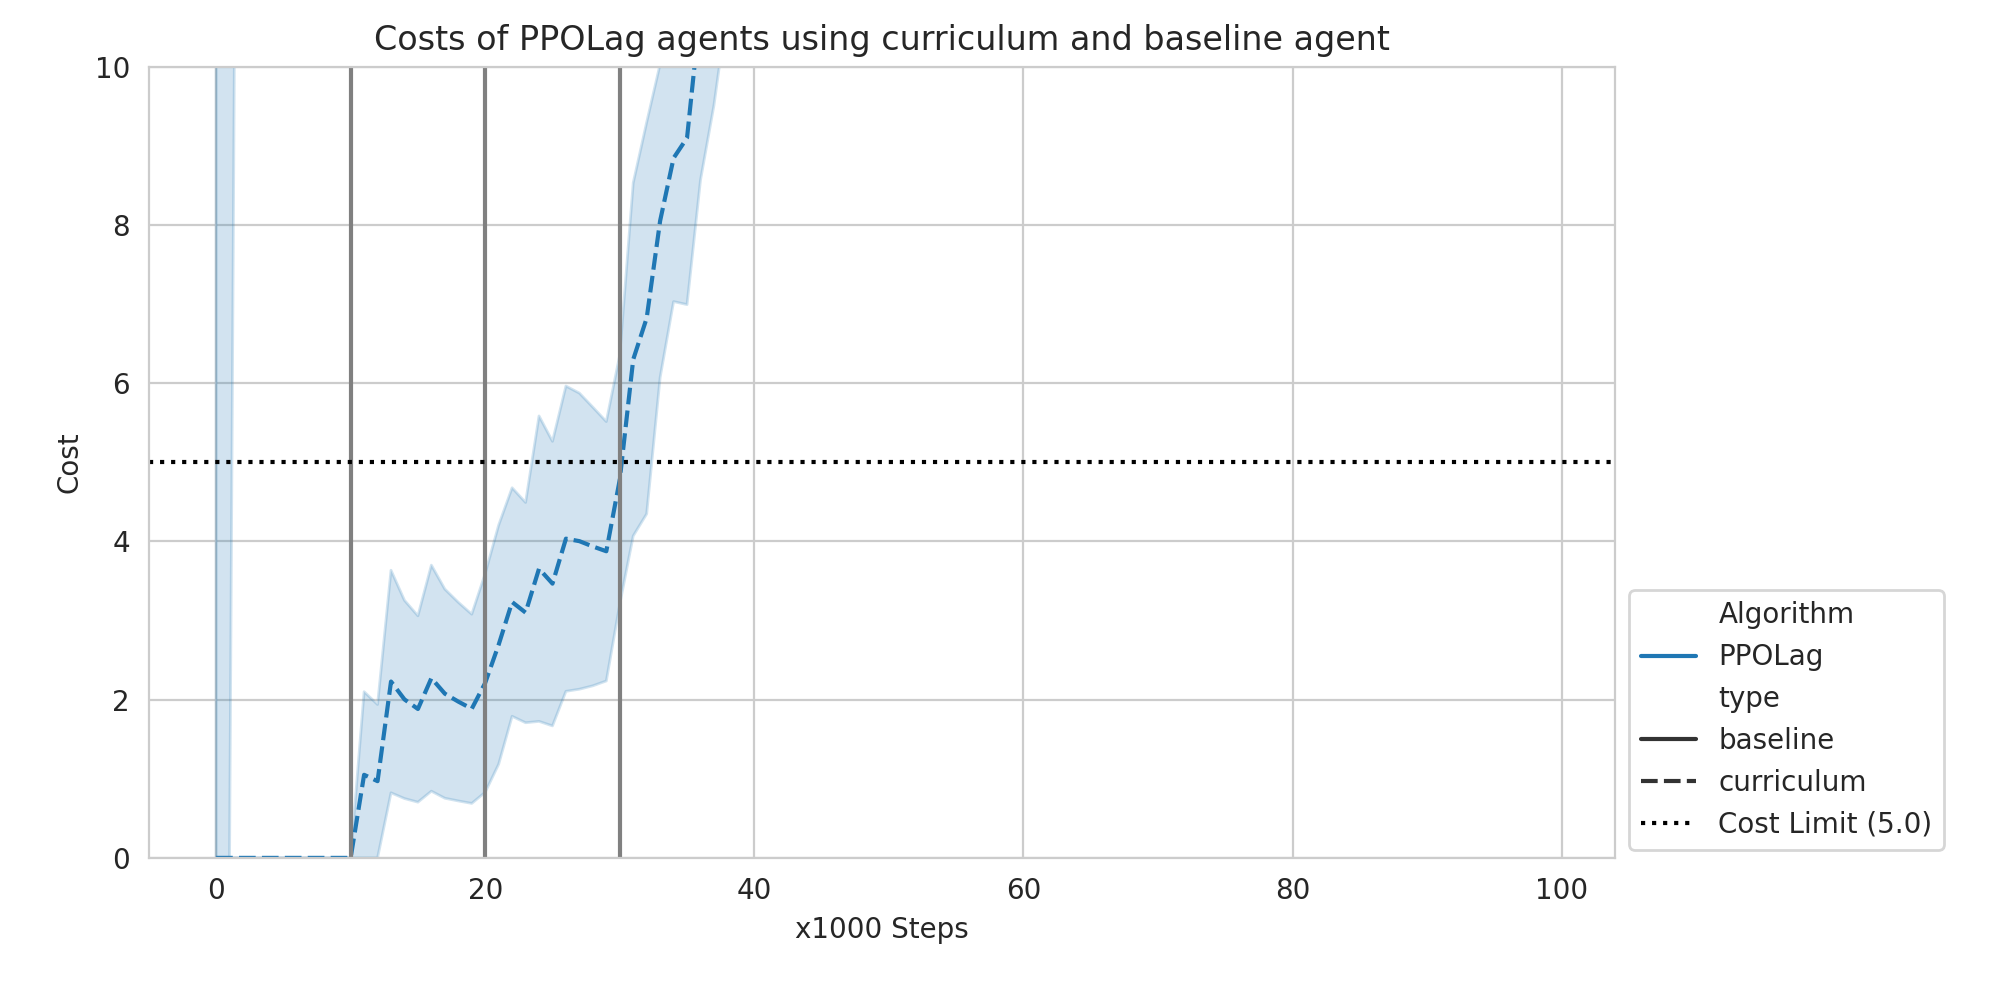 Costs of PPOLag agents using curriculum and baseline agent
10
8
6
4
2
0
Cost
0 20 40 60 80 100
x1000 Steps
Algorithm
PPOLag
type
baseline
curriculum
Cost Limit (5.0)